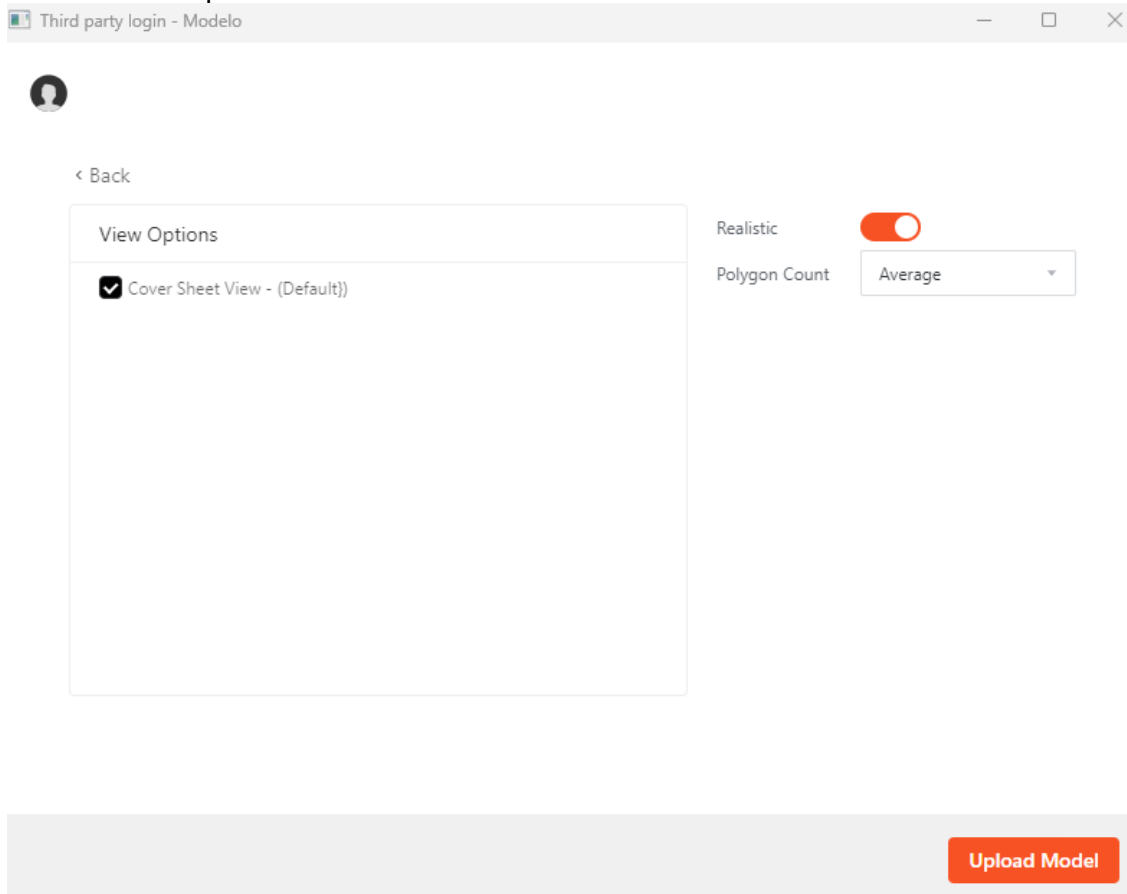 Third party login - Modelo
‹ Back
View Options
Realistic
Cover Sheet View - (Default})
Polygon Count
Average
Upload Model